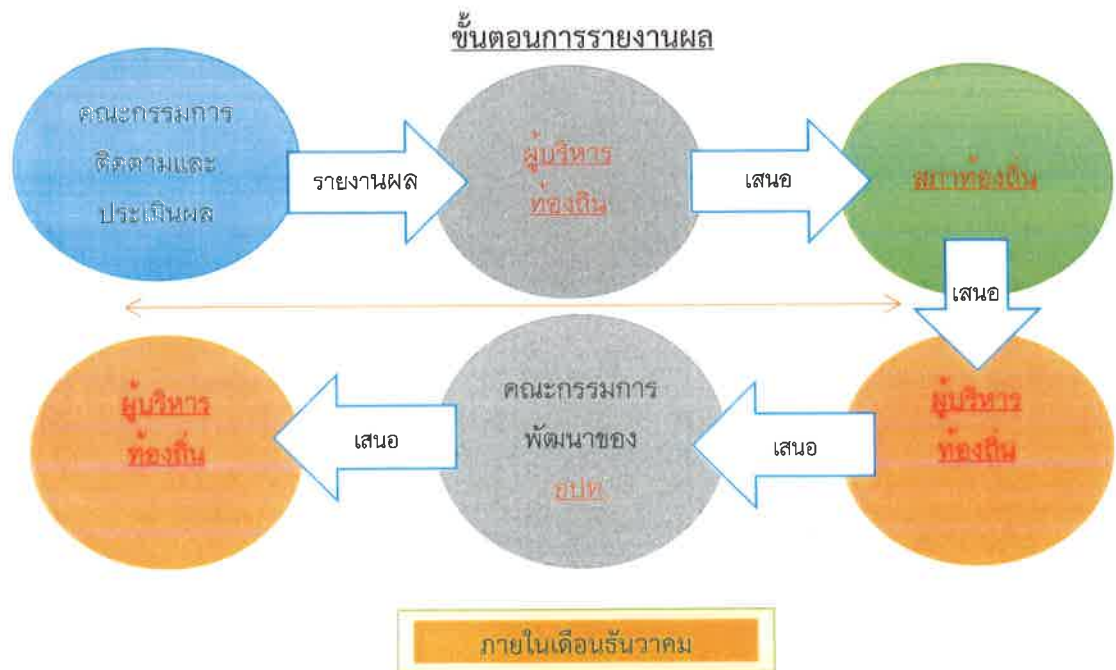 ขั้นตอนการรายงานผล
คณะกรรมการ
ติดตามและ
ประเมินผล
รายงานผล
ผู้บริหาร
ท้องถิ่น
เสนอ
สภาท้องถิ่น
เสนอ
ผู้บริหาร
ท้องถิ่น
เสนอ
คณะกรรมการ
พัฒนาของ
อปท.
เสนอ
ผู้บริหาร
ท้องถิ่น
ภายในเดือนธันวาคม